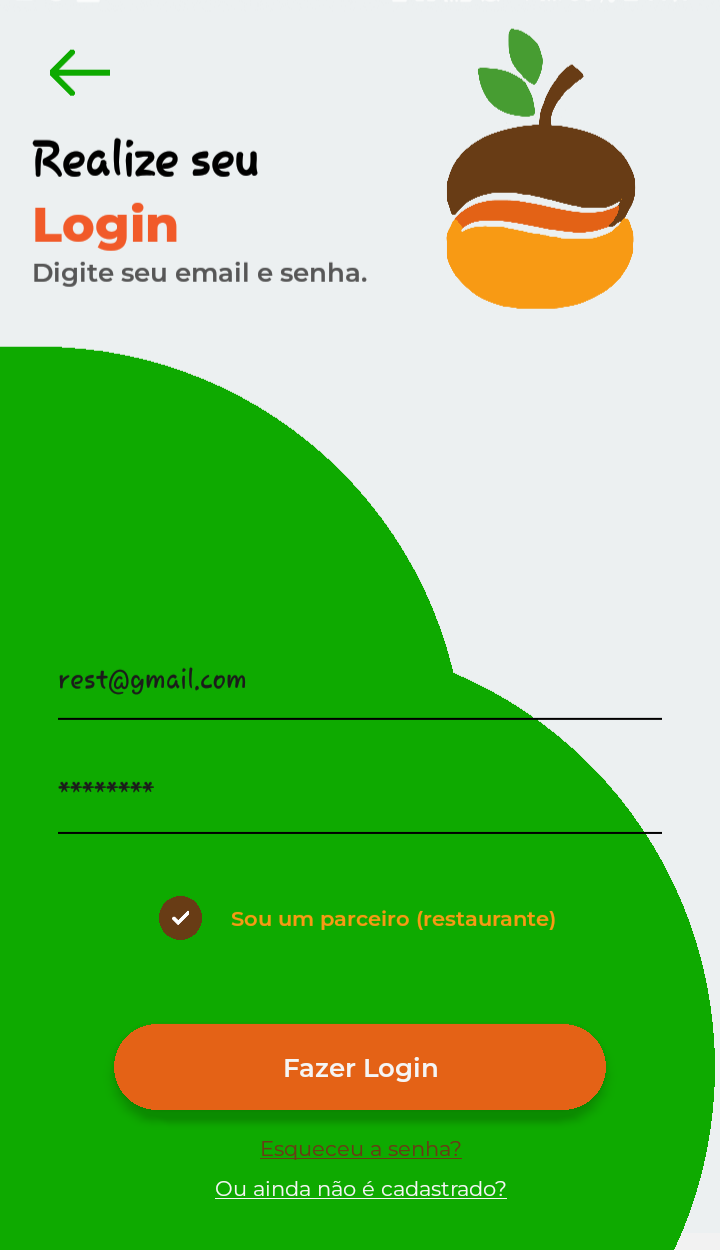 Realize seu
Login
Digite seu email e senha.
rest@gmail.com
********
Sou um parceiro (restaurante)
Fazer Login
Esqueceu a senha?
Ou ainda não é cadastrado?